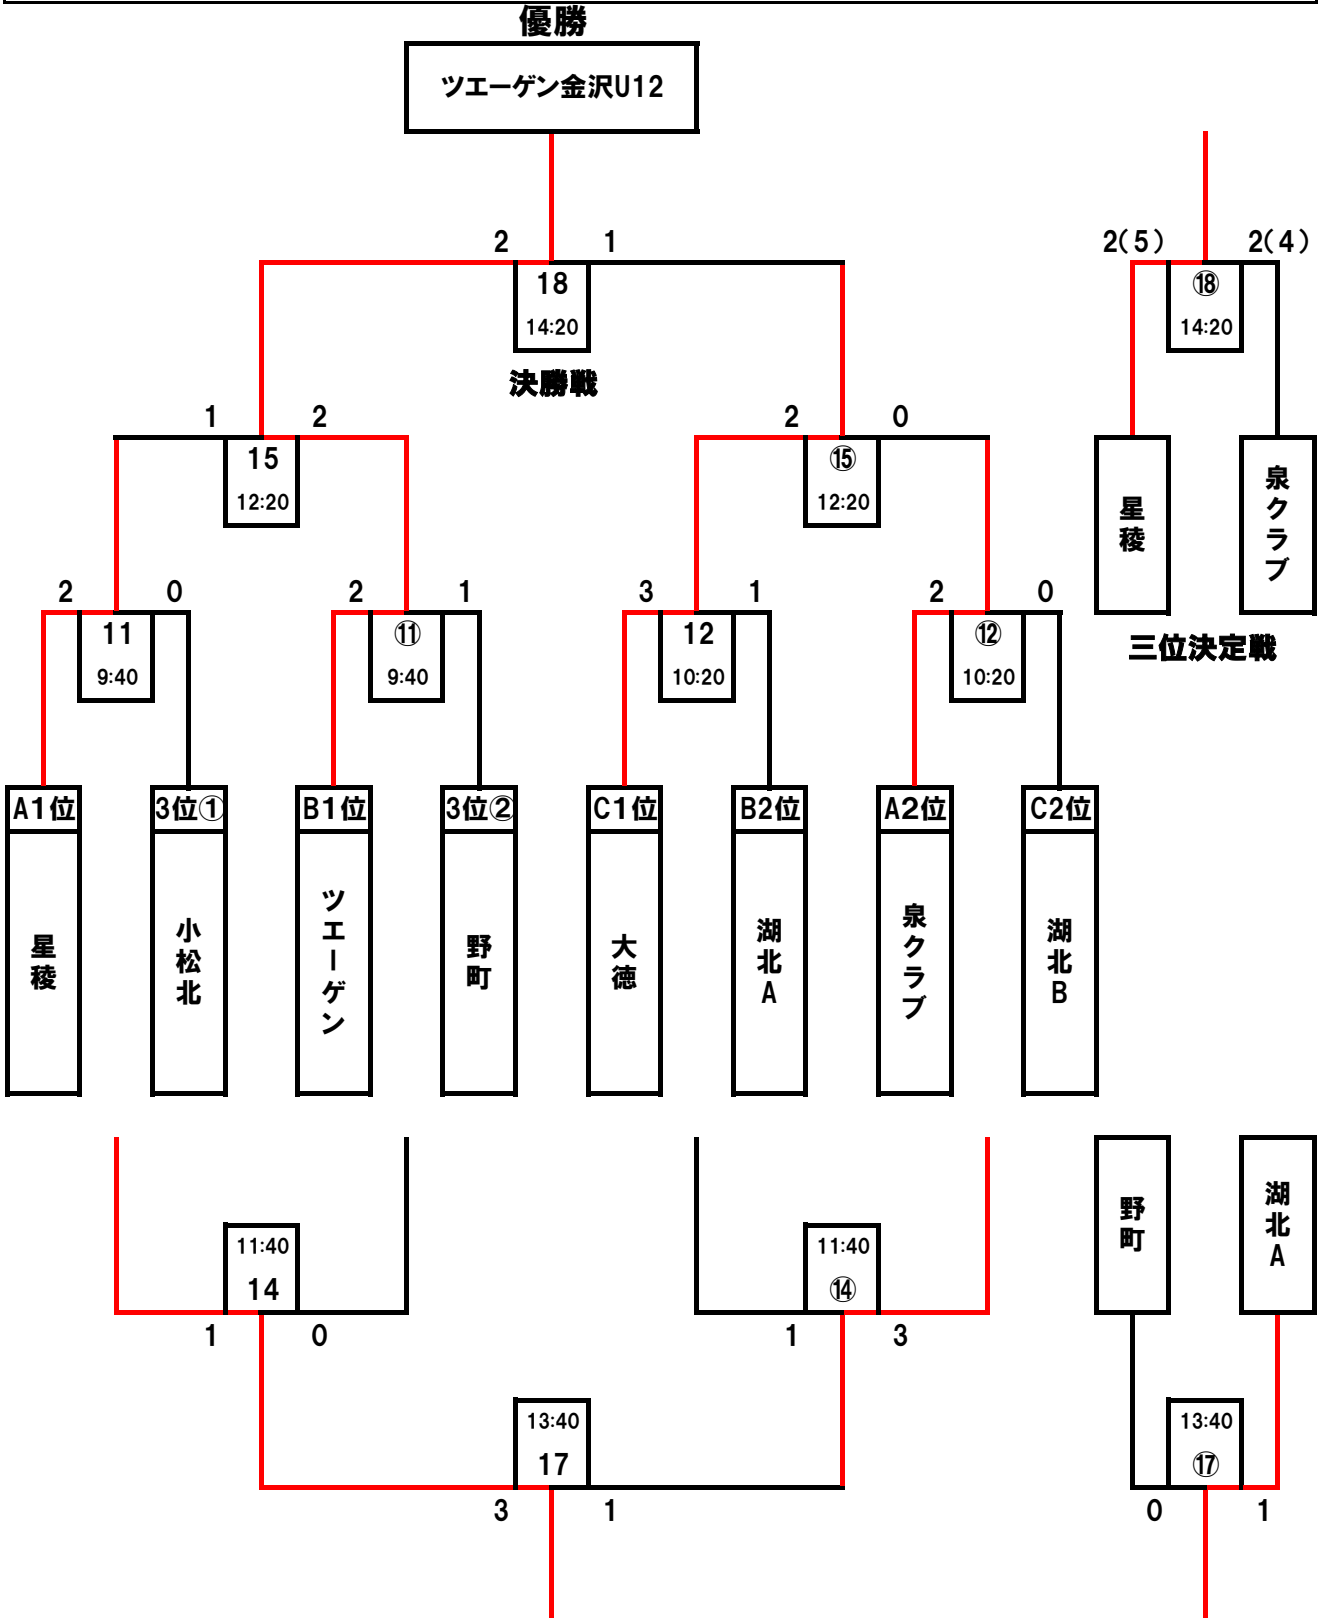 優勝
ツエーゲン金沢U12
2 1
2(5) 2(4)
18
⑱
14:20
14:20
決勝戦
1 2
2 0
15
⑮
12:20
12:20
星稜
泉クラブ
2 0
2 1
3 1
2 0
11
⑪
12
⑫
9:40
9:40
10:20
10:20
三位決定戦
A1位
3位①
B1位
3位②
C1位
B2位
A2位
C2位
星稜
小松北
ツエーゲン
野町
大徳
湖北A
泉クラブ
湖北B
野町
湖北A
11:40
11:40
14
⑭
1 0
1 3
13:40
13:40
17
⑰
3 1
0 1